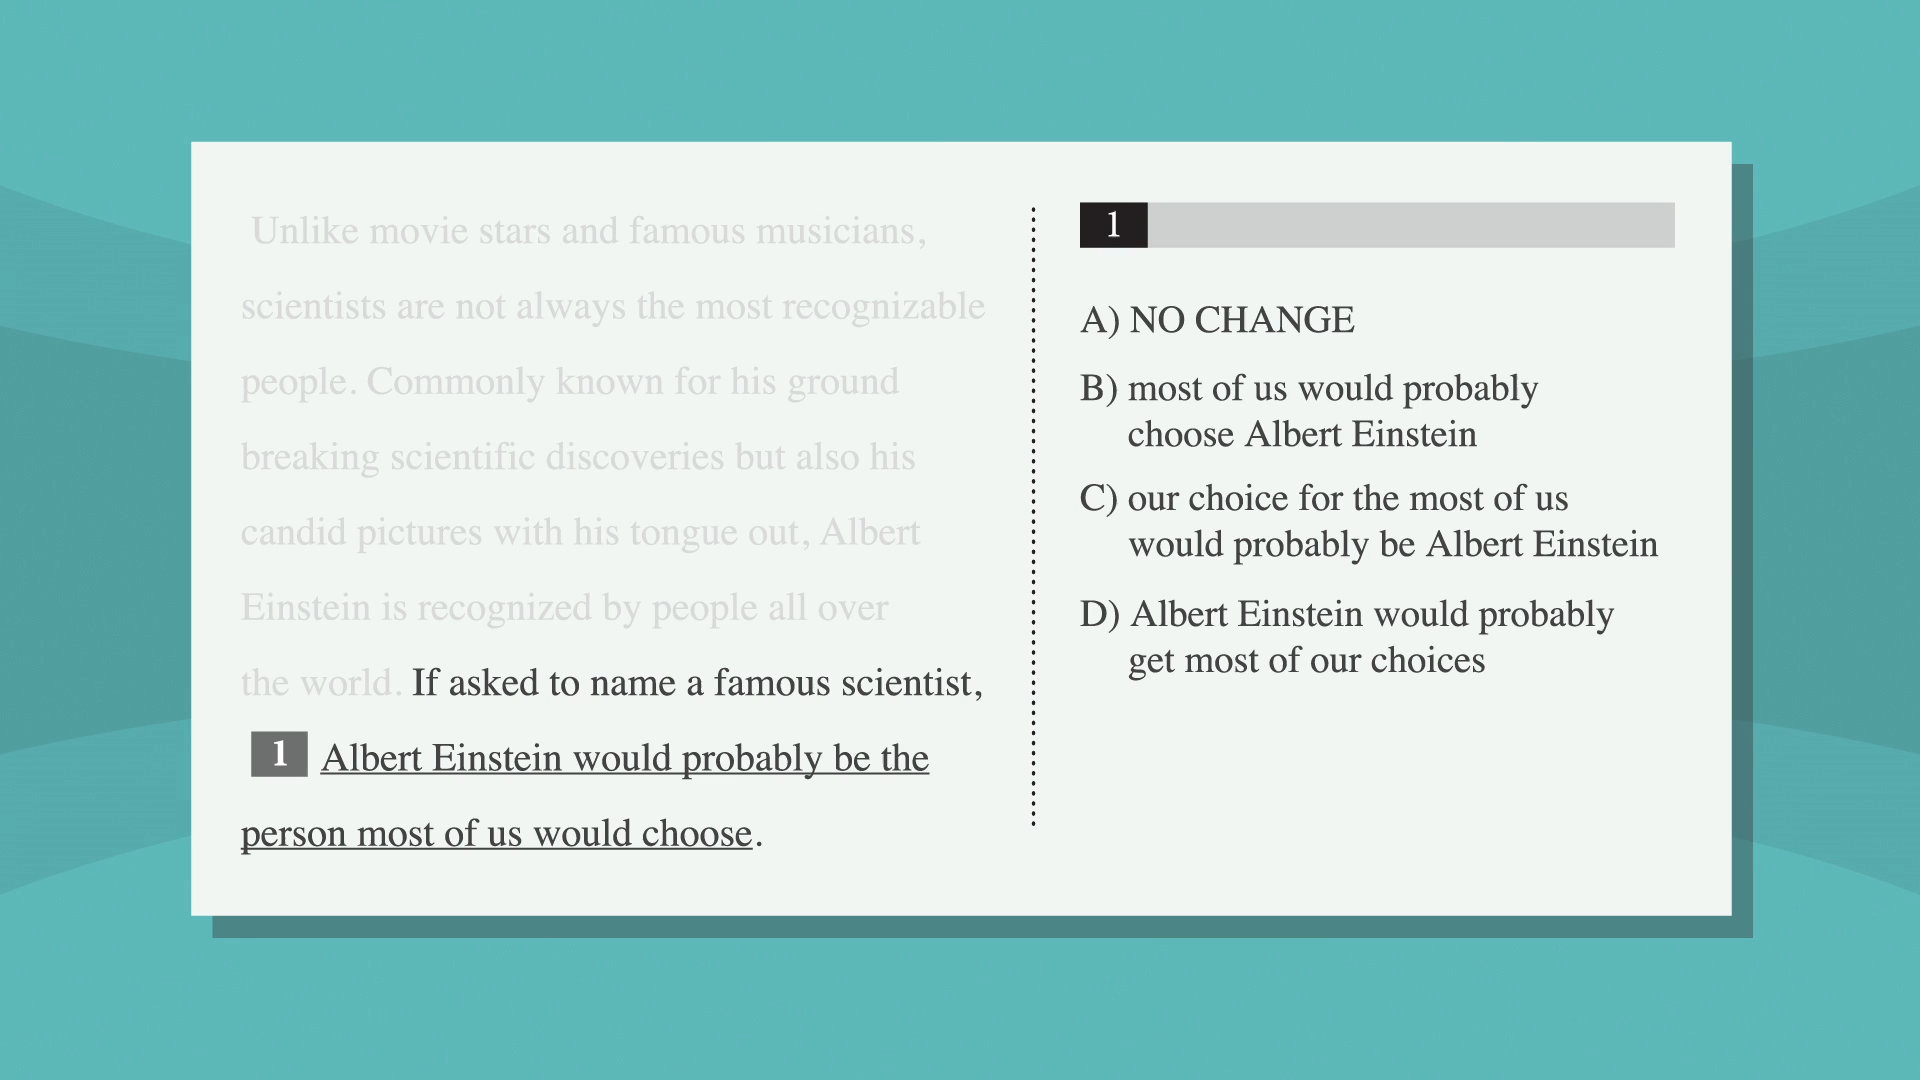 Unlike movie stars and famous musicians,
scientists are not always the most recognizable
people. Commonly known for his ground
breaking scientific discoveries but also his
candid pictures with his tongue out, Albert
Einstein is recognized by people all over
the world. If asked to name a famous scientist,
1 Albert Einstein would probably be the
person most of us would choose.
1
A) NO CHANGE
B) most of us would probably
choose Albert Einstein
C) our choice for the most of us
would probably be Albert Einstein
D) Albert Einstein would probably
get most of our choices